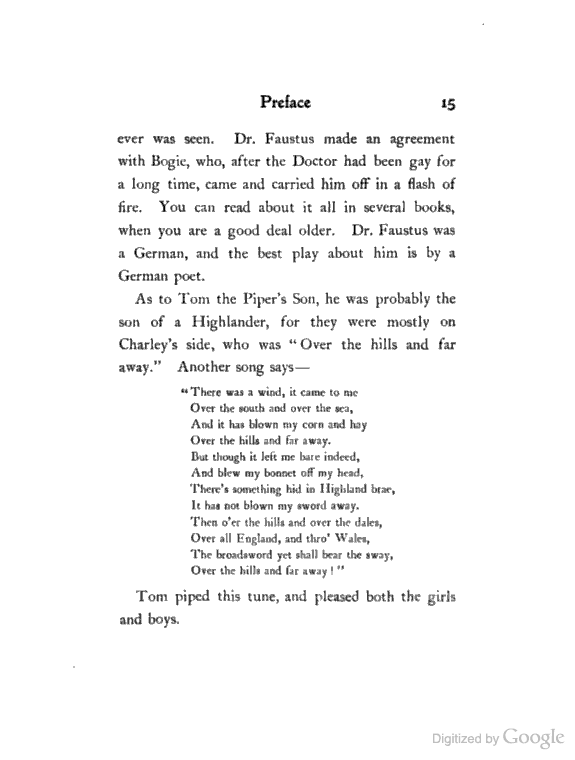 Preface 15
ever was seen. Dr. Faustus made an agreement
with Bogie, who, after the Doctor had been gay for
a long time, came and carried him off in a flash of
fire. You can read about it all in several books,
when you are a good deal older. Dr. Faustus was
a German, and the best play about him is by a
German poet.
As to Tom the Piper's Son, he was probably the
son of a Highlander, for they were mostly on
Charley's side, who was "Over the hills and far
away." Another song says—
"There was a wind, it came to me
Over the south and over the sea,
And it has blown my corn and hay
Over the hills and far away.
But though it left me bare indeed,
And blew my bonnet off my head,
There's something hid in Highland brae,
It has not blown my sword away.
Then o'er the hills and over the dales,
Over all England, and thro' Wales,
The broadsword yet shall bear the sway,
Over the hills and far away!"
Tom piped this tune, and pleased both the girls
and boys.
Digitized by Google